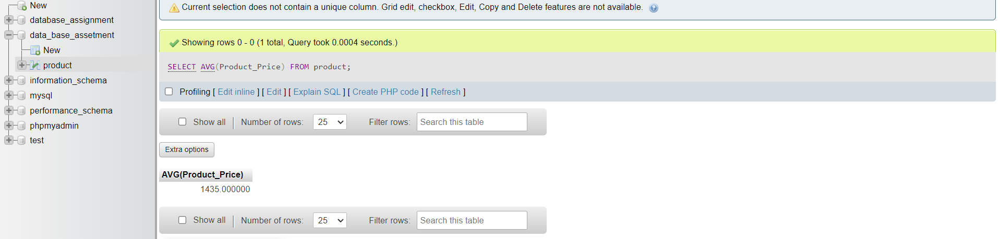 New
database_assignment
data_base_assetment
New
product
information_schema
mysql
performance_schema
phpmyadmin
test
Current selection does not contain a unique column. Grid edit, checkbox, Edit, Copy and Delete features are not available.
Showing rows 0 - 0 (1 total, Query took 0.0004 seconds.)
SELECT AVG(Product_Price) FROM product;
Profiling [ Edit inline ] [ Edit ] [ Explain SQL ] [ Create PHP code ] [ Refresh ]
Show all Number of rows: 25 Filter rows: Search this table
Extra options
AVG(Product_Price)
1435.000000
Show all Number of rows: 25 Filter rows: Search this table